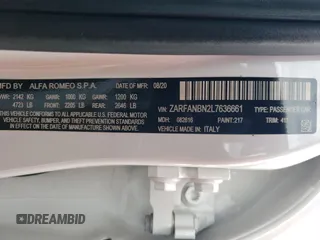 MFD BY: ALFA ROMEO S.P.A. DATE OF MFR: 08/20
GVWR: 2142 KG FRONT: 1000 KG 1200 KG
4723 LB 2205 LB 2646 LB
THIS VEHICLE CONFORMS TO ALL APPLICABLE U.S. FEDERAL MOTOR
VEHICLE SAFETY, BUMPER, AND THEFT PREVENTION STANDARDS IN
EFFECT ON THE DATE OF MANUFACTURE SHOWN ABOVE.
VIN: ZARFANBN2L7636661 TYPE: PASSENGER
MDH: 082816 PAINT: 217 TRIM:
VEHICLE MADE IN: ITALY
DREAMBID